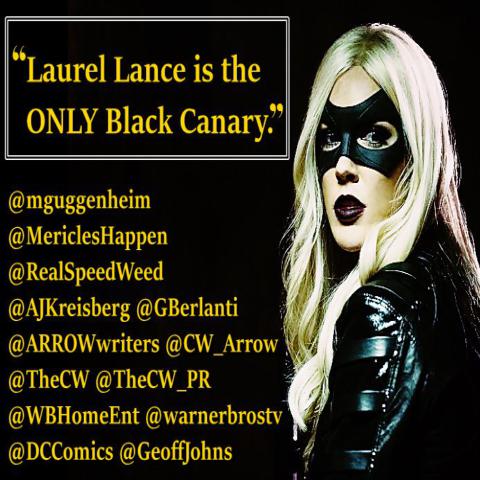 “Laurel Lance is the
ONLY Black Canary.”
@mguggenheim
@MericlesHappen
@RealSpeedWeed
@AJKreisberg @GBerlanti
@ARROWwriters @CW_Arrow
@TheCW @TheCW_PR
@WBHomeEnt @warnerbrostv
@DCComics @GeoffJohns